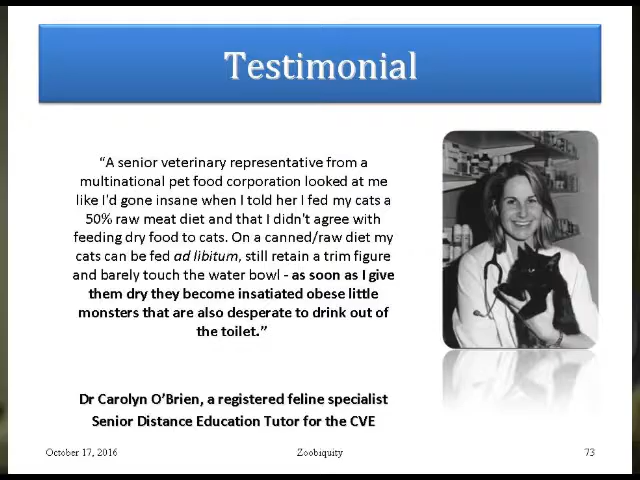 Testimonial
“A senior veterinary representative from a
multinational pet food corporation looked at me
like I'd gone insane when I told her I fed my cats a
50% raw meat diet and that I didn't agree with
feeding dry food to cats. On a canned/raw diet my
cats can be fed ad libitum, still retain a trim figure
and barely touch the water bowl - as soon as I give
them dry they become insatiated obese little
monsters that are also desperate to drink out of
the toilet.”
Dr Carolyn O’Brien, a registered feline specialist
Senior Distance Education Tutor for the CVE
October 17, 2016
Zoobiquity
73